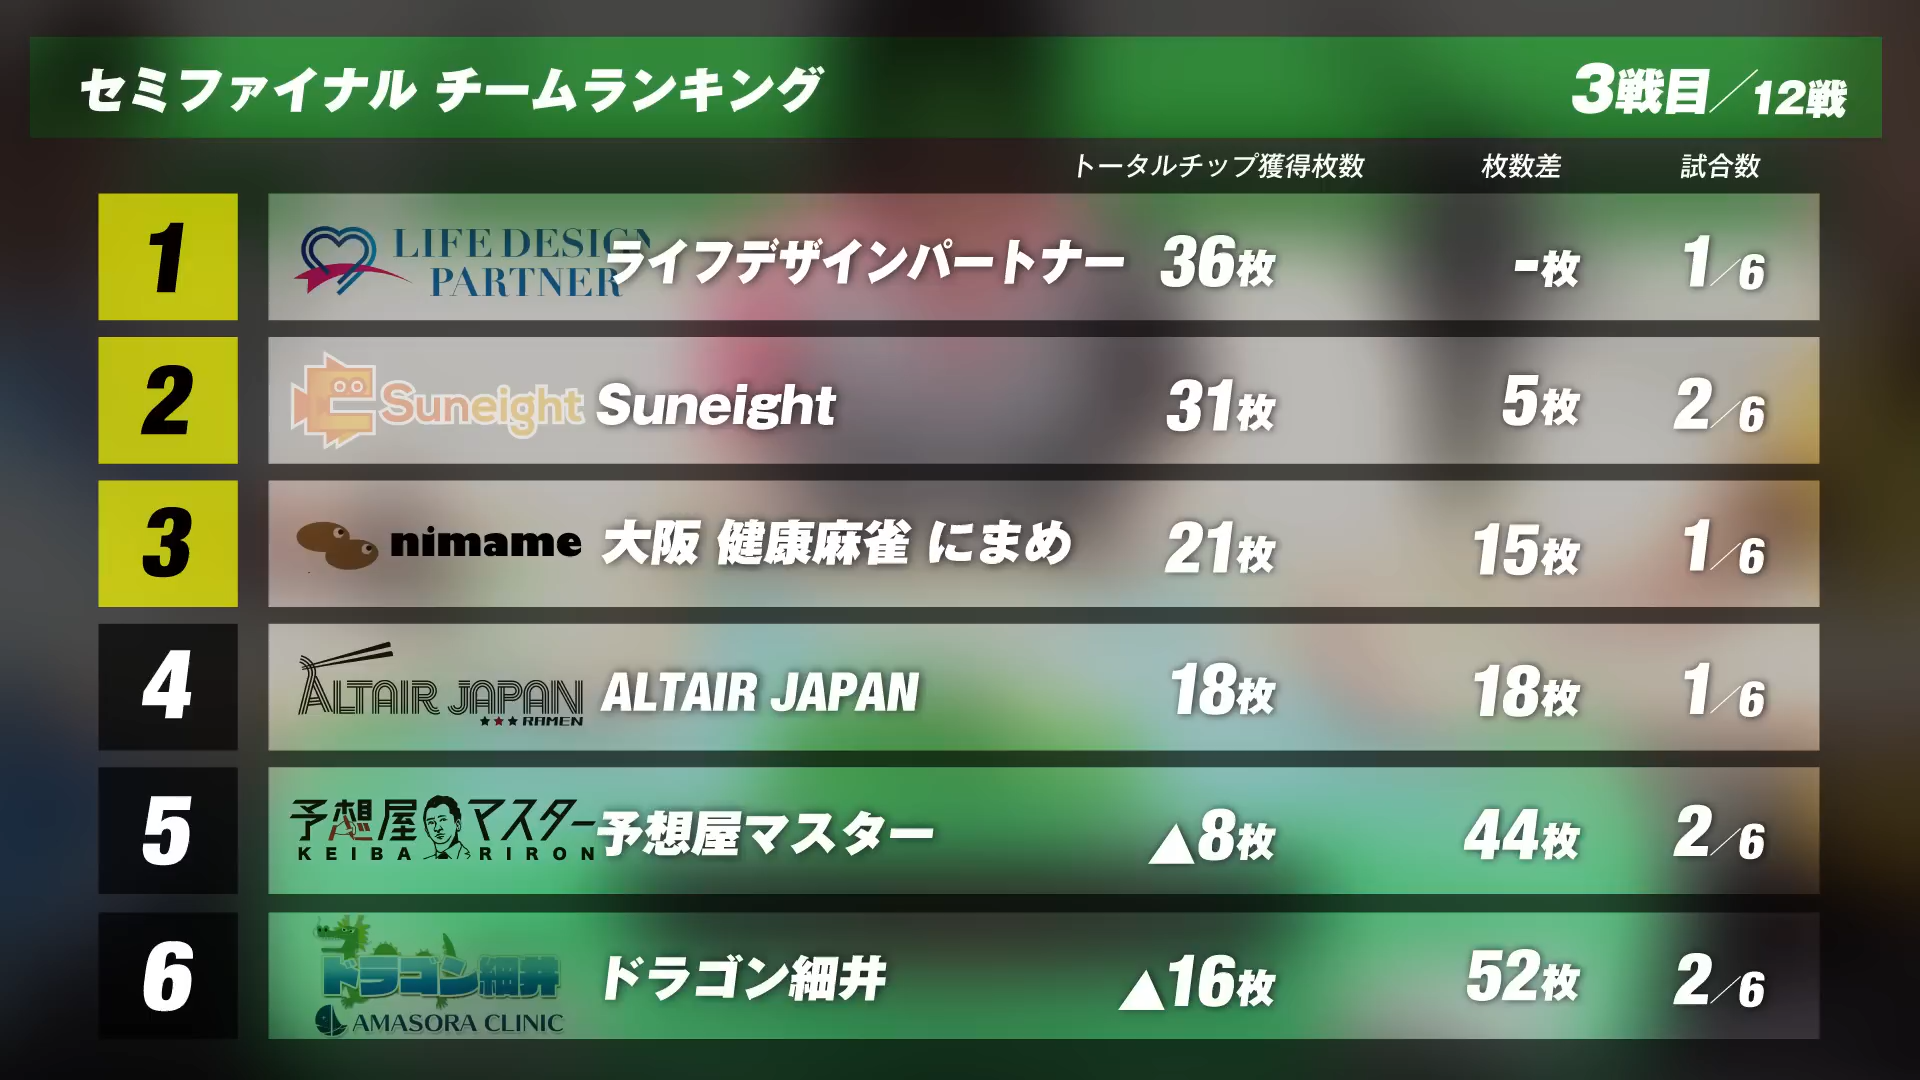 セミファイナル チームランキング
3戦目/12戦
トータルチップ獲得枚数 枚数差 試合数
1 LIFE DESIGN PARTNER ライフデザインパートナー 36枚 -枚 1/6
2 Suneight Suneight 31枚 5枚 2/6
3 nimame 大阪 健康麻雀 にまめ 21枚 15枚 1/6
4 ALTAIR JAPAN ★★★RAMEN ALTAIR JAPAN 18枚 18枚 1/6
5 予想屋マスター KEIBA RIRON 予想屋マスター ▲8枚 44枚 2/6
6 ドラゴン細井 AMASORA CLINIC ドラゴン細井 ▲16枚 52枚 2/6